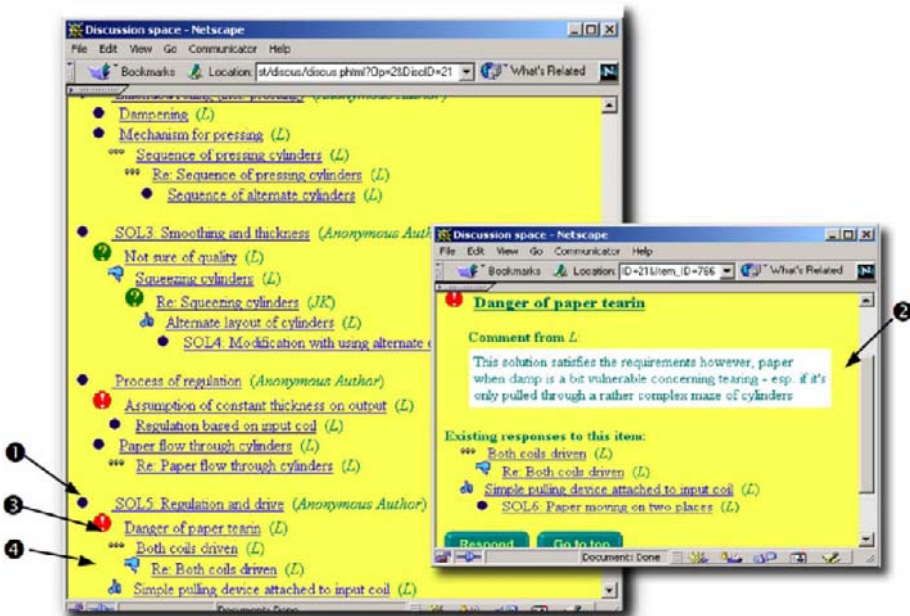 Discussion space - Netscape
File Edit View Go Communicator Help
Bookmarks Location: st/discus/discus.phtml?Op=2&DiscID=21 What's Related
(Anonymous Author)
Dampening (L)
Mechanism for pressing (L)
Sequence of pressing cylinders (L)
Re: Sequence of pressing cylinders (L)
Sequence of alternate cylinders (L)
SOL3: Smoothing and thickness (Anonymous Auth
Not sure of quality (L)
Squeezing cylinders (L)
Re: Squeezing cylinders (JK)
Alternate layout of cylinders (L)
SOL4: Modification with using alternate
Process of regulation (Anonymous Author)
Assumption of constant thickness on output (L)
Regulation based on input coil (L)
Paper flow through cylinders (L)
Re: Paper flow through cylinders (L)
❶
SOL5: Regulation and drive (Anonymous Author)
❸
Danger of paper tearin (L)
❹
Both coils driven (L)
Re: Both coils driven (L)
Simple pulling device attached to input coil (L)
Document: Done
Discussion space - Netscape
File Edit View Go Communicator Help
Bookmarks Location: ID=21&Item_ID=766 What's Related
Danger of paper tearin
❷
Comment from L:
This solution satisfies the requirements however, paper
when damp is a bit vulnerable concerning tearing - esp. if it's
only pulled through a rather complex maze of cylinders
Existing responses to this item:
Both coils driven (L)
Re: Both coils driven (L)
Simple pulling device attached to input coil (L)
SOL6: Paper moving on two places (L)
Respond Go to top
Document: Done